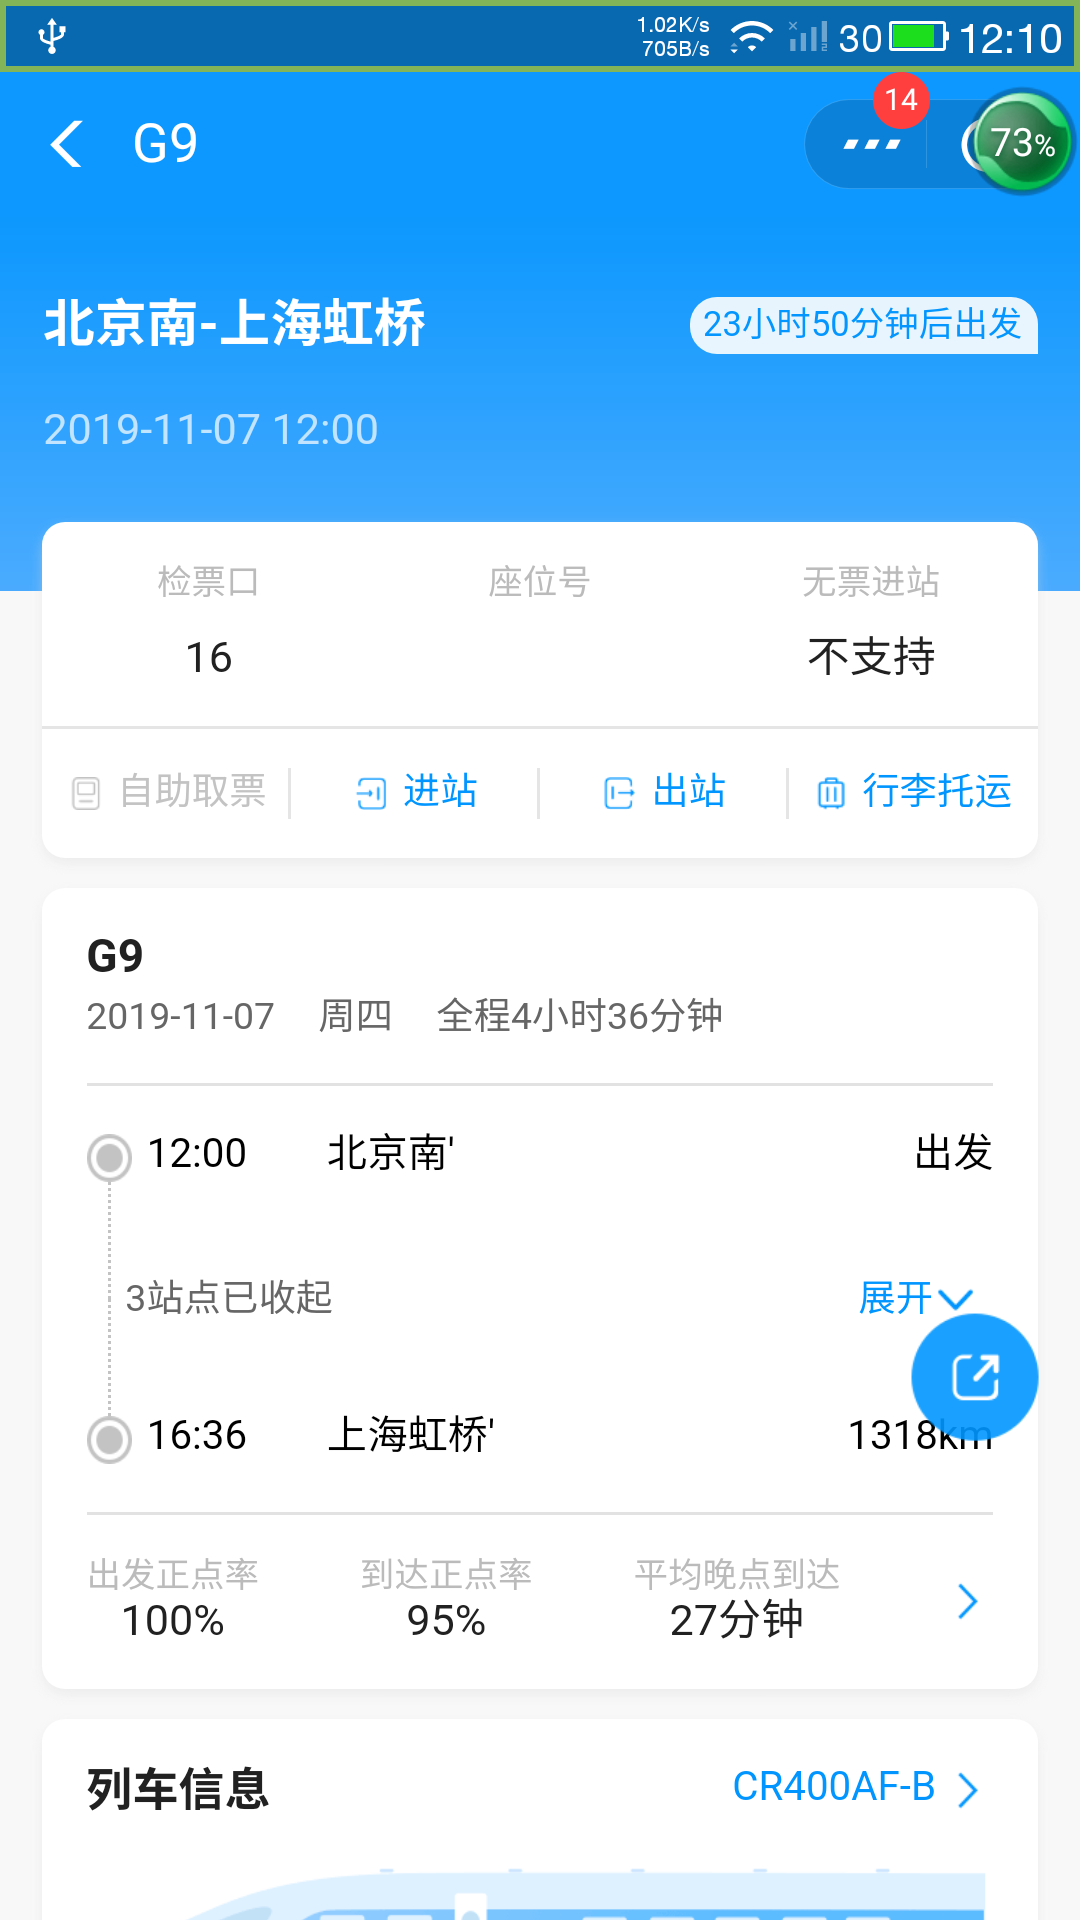 1.02K/s
705B/s
30
12:10
G9
14
73%
北京南-上海虹桥
23小时50分钟后出发
2019-11-07 12:00
检票口 座位号 无票进站
16 不支持
自助取票 进站 出站 行李托运
G9
2019-11-07 周四 全程4小时36分钟
12:00 北京南' 出发
3站点已收起 展开
16:36 上海虹桥' 1318km
出发正点率 到达正点率 平均晚点到达
100% 95% 27分钟
列车信息 CR400AF-B